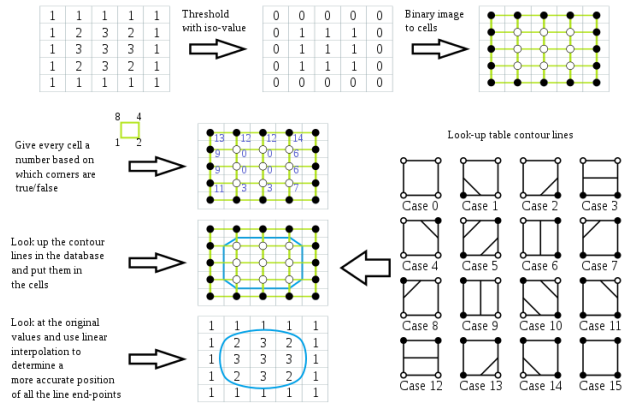 1 1 1 1 1
1 2 3 2 1
1 3 3 3 1
1 2 3 2 1
1 1 1 1 1
Threshold
with iso-value
0 0 0 0 0
0 1 1 1 0
0 1 1 1 0
0 1 1 1 0
0 0 0 0 0
Binary image
to cells
8 4
1 2
Give every cell a
number based on
which corners are
true/false
13 12 12 14
9 0 0 6
9 0 0 6
11 3 3 7
Look up the contour
lines in the database
and put them in
the cells
Look at the original
values and use linear
interpolation to
determine a
more accurate position
of all the line end-points
1 1 1 1 1
1 2 3 2 1
1 3 3 3 1
1 2 3 2 1
1 1 1 1 1
Look-up table contour lines
Case 0 Case 1 Case 2 Case 3
Case 4 Case 5 Case 6 Case 7
Case 8 Case 9 Case 10 Case 11
Case 12 Case 13 Case 14 Case 15